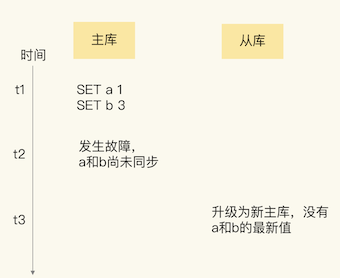 主库
从库
时间
t1
SET a 1
SET b 3
t2
发生故障，
a和b尚未同步
t3
升级为新主库，没有
a和b的最新值